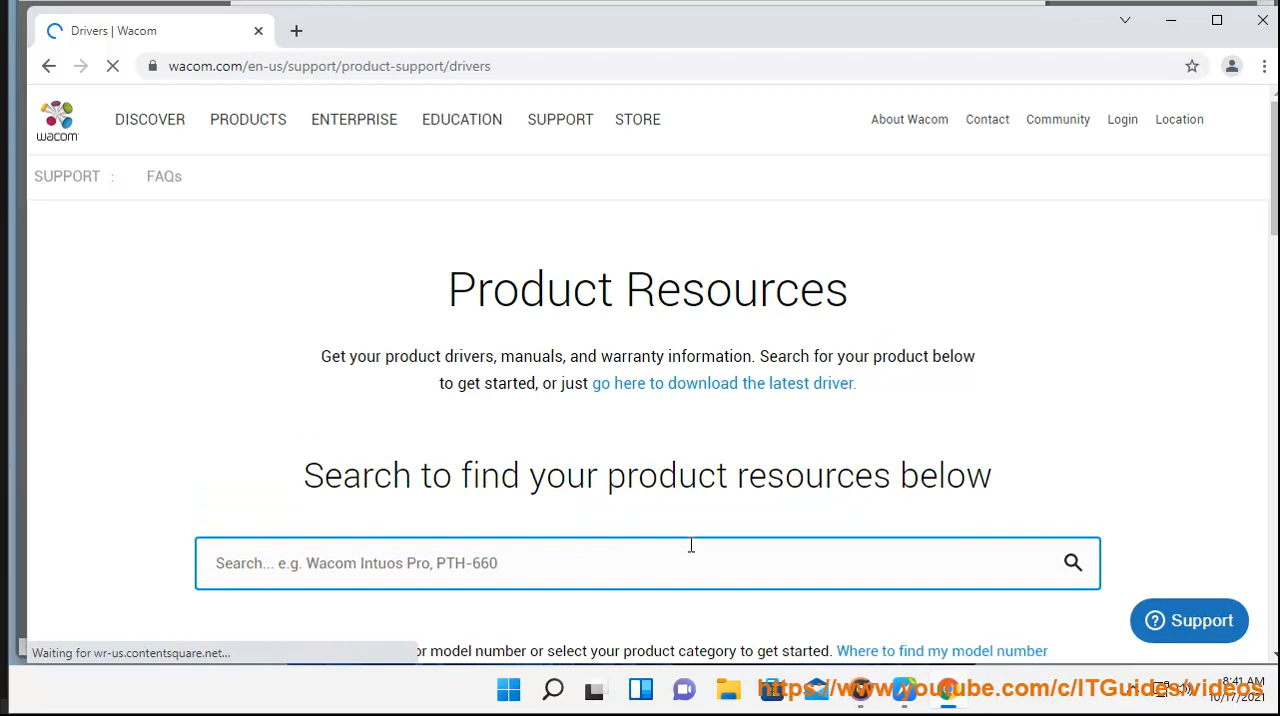 Drivers | Wacom
wacom.com/en-us/support/product-support/drivers
wacom
DISCOVER PRODUCTS ENTERPRISE EDUCATION SUPPORT STORE
About Wacom Contact Community Login Location
SUPPORT : FAQs
Product Resources
Get your product drivers, manuals, and warranty information. Search for your product below
to get started, or just go here to download the latest driver.
Search to find your product resources below
Search... e.g. Wacom Intuos Pro, PTH-660
Support
Waiting for wr-us.contentsquare.net...
or model number or select your product category to get started. Where to find my model number
https://www.youtube.com/c/ITGuides/videos
8:41 AM
10/17/2021